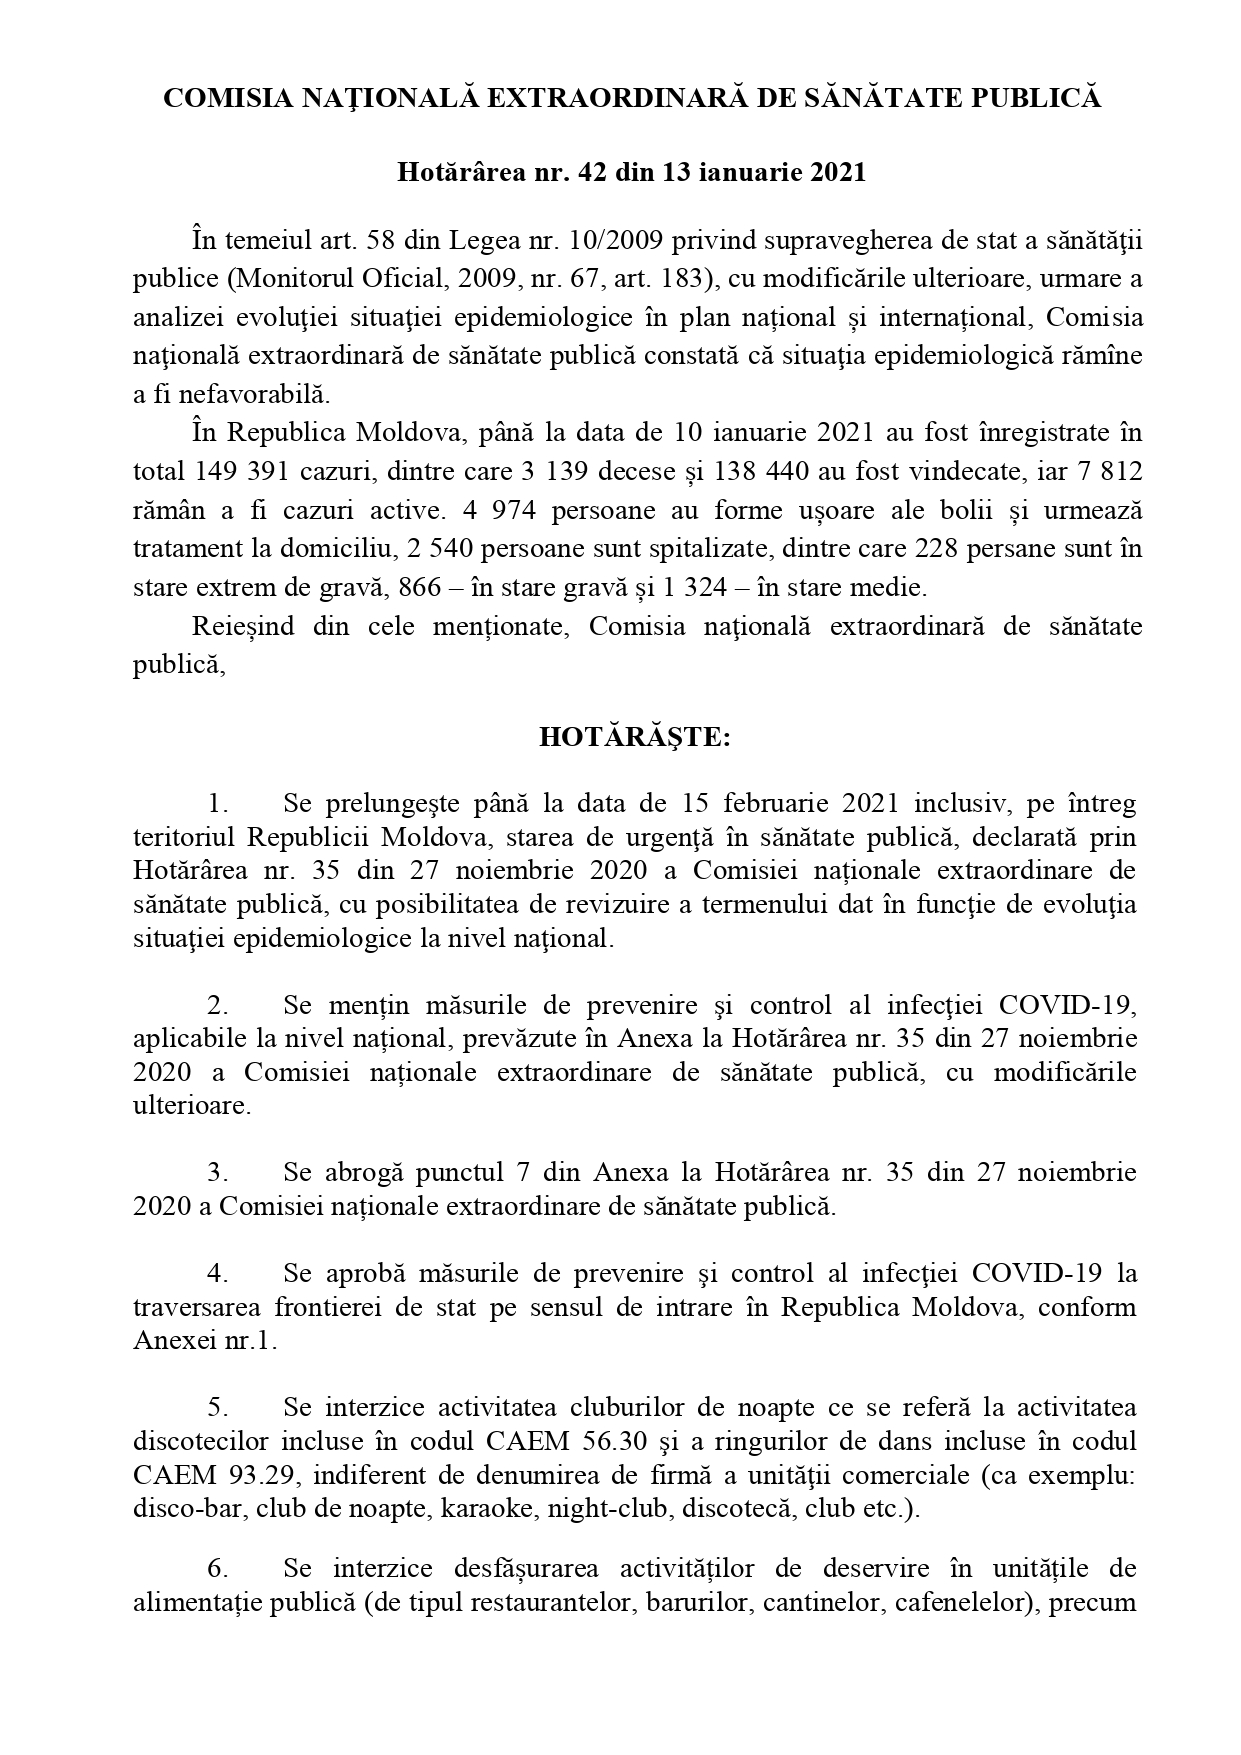 COMISIA NAŢIONALĂ EXTRAORDINARĂ DE SĂNĂTATE PUBLICĂ
Hotărârea nr. 42 din 13 ianuarie 2021
În temeiul art. 58 din Legea nr. 10/2009 privind supravegherea de stat a sănătăţii
publice (Monitorul Oficial, 2009, nr. 67, art. 183), cu modificările ulterioare, urmare a
analizei evoluţiei situaţiei epidemiologice în plan național și internațional, Comisia
naţională extraordinară de sănătate publică constată că situaţia epidemiologică rămîne
a fi nefavorabilă.
În Republica Moldova, până la data de 10 ianuarie 2021 au fost înregistrate în
total 149 391 cazuri, dintre care 3 139 decese și 138 440 au fost vindecate, iar 7 812
rămân a fi cazuri active. 4 974 persoane au forme ușoare ale bolii și urmează
tratament la domiciliu, 2 540 persoane sunt spitalizate, dintre care 228 persane sunt în
stare extrem de gravă, 866 – în stare gravă și 1 324 – în stare medie.
Reieșind din cele menționate, Comisia naţională extraordinară de sănătate
publică,
HOTĂRĂŞTE:
1. Se prelungeşte până la data de 15 februarie 2021 inclusiv, pe întreg
teritoriul Republicii Moldova, starea de urgenţă în sănătate publică, declarată prin
Hotărârea nr. 35 din 27 noiembrie 2020 a Comisiei naționale extraordinare de
sănătate publică, cu posibilitatea de revizuire a termenului dat în funcţie de evoluţia
situaţiei epidemiologice la nivel naţional.
2. Se mențin măsurile de prevenire şi control al infecţiei COVID-19,
aplicabile la nivel național, prevăzute în Anexa la Hotărârea nr. 35 din 27 noiembrie
2020 a Comisiei naționale extraordinare de sănătate publică, cu modificările
ulterioare.
3. Se abrogă punctul 7 din Anexa la Hotărârea nr. 35 din 27 noiembrie
2020 a Comisiei naționale extraordinare de sănătate publică.
4. Se aprobă măsurile de prevenire şi control al infecţiei COVID-19 la
traversarea frontierei de stat pe sensul de intrare în Republica Moldova, conform
Anexei nr.1.
5. Se interzice activitatea cluburilor de noapte ce se referă la activitatea
discotecilor incluse în codul CAEM 56.30 şi a ringurilor de dans incluse în codul
CAEM 93.29, indiferent de denumirea de firmă a unităţii comerciale (ca exemplu:
disco-bar, club de noapte, karaoke, night-club, discotecă, club etc.).
6. Se interzice desfășurarea activităților de deservire în unitățile de
alimentație publică (de tipul restaurantelor, barurilor, cantinelor, cafenelelor), precum